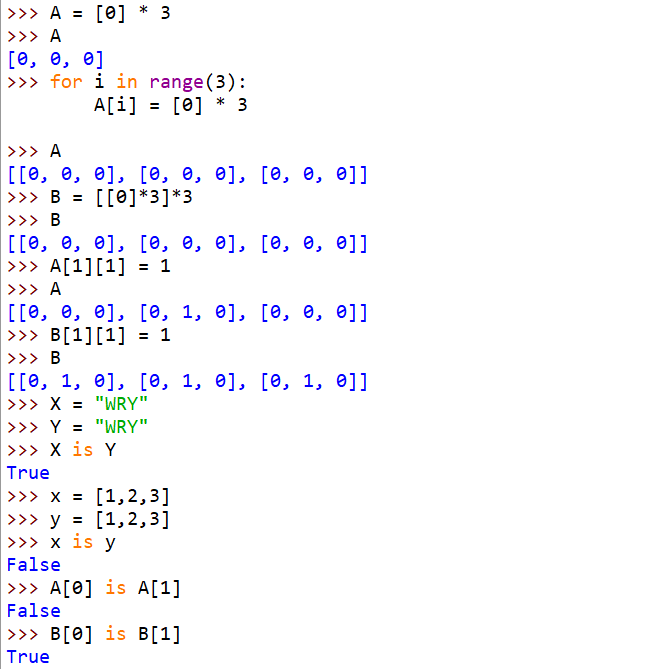 >>> A = [0] * 3
>>> A
[0, 0, 0]
>>> for i in range(3):
        A[i] = [0] * 3
>>> A
[[0, 0, 0], [0, 0, 0], [0, 0, 0]]
>>> B = [[0]*3]*3
>>> B
[[0, 0, 0], [0, 0, 0], [0, 0, 0]]
>>> A[1][1] = 1
>>> A
[[0, 0, 0], [0, 1, 0], [0, 0, 0]]
>>> B[1][1] = 1
>>> B
[[0, 1, 0], [0, 1, 0], [0, 1, 0]]
>>> X = "WRY"
>>> Y = "WRY"
>>> X is Y
True
>>> x = [1,2,3]
>>> y = [1,2,3]
>>> x is y
False
>>> A[0] is A[1]
False
>>> B[0] is B[1]
True